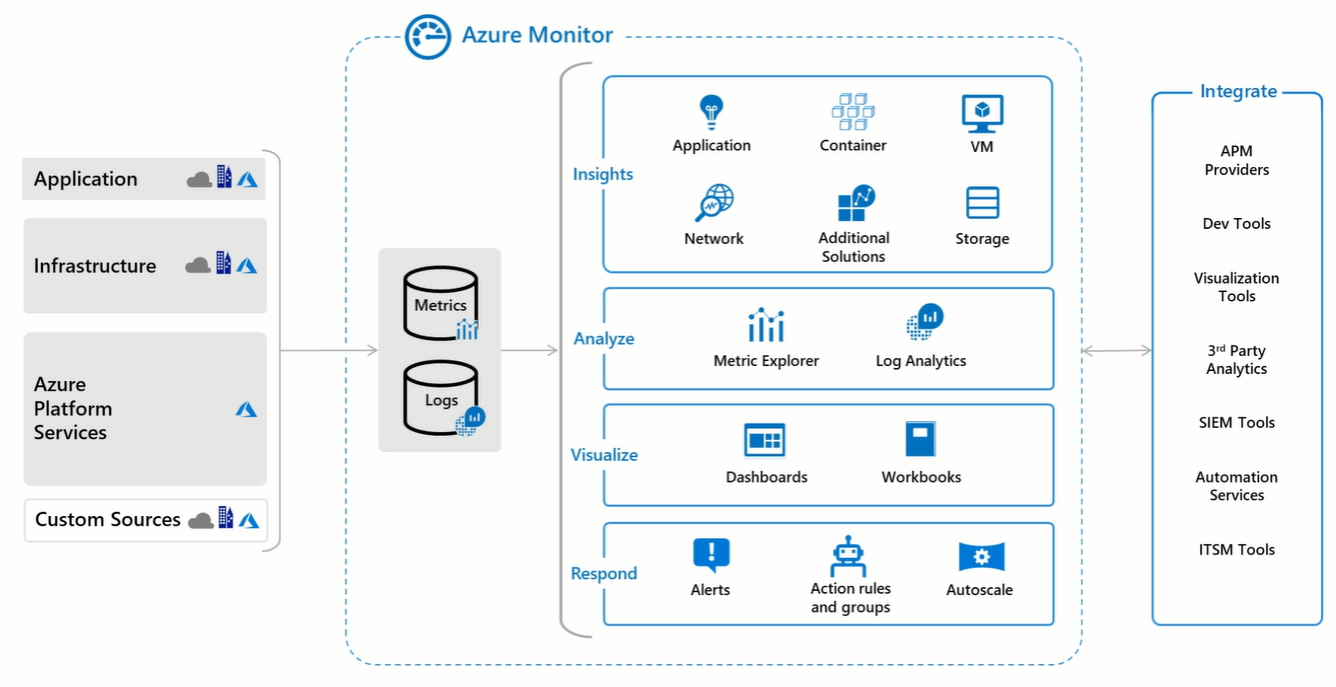 Azure Monitor
Application
Infrastructure
Azure
Platform
Services
Custom Sources
Metrics
Logs
Insights
Application
Container
VM
Network
Additional
Solutions
Storage
Analyze
Metric Explorer
Log Analytics
Visualize
Dashboards
Workbooks
Respond
Alerts
Action rules
and groups
Autoscale
Integrate
APM
Providers
Dev Tools
Visualization
Tools
3rd Party
Analytics
SIEM Tools
Automation
Services
ITSM Tools